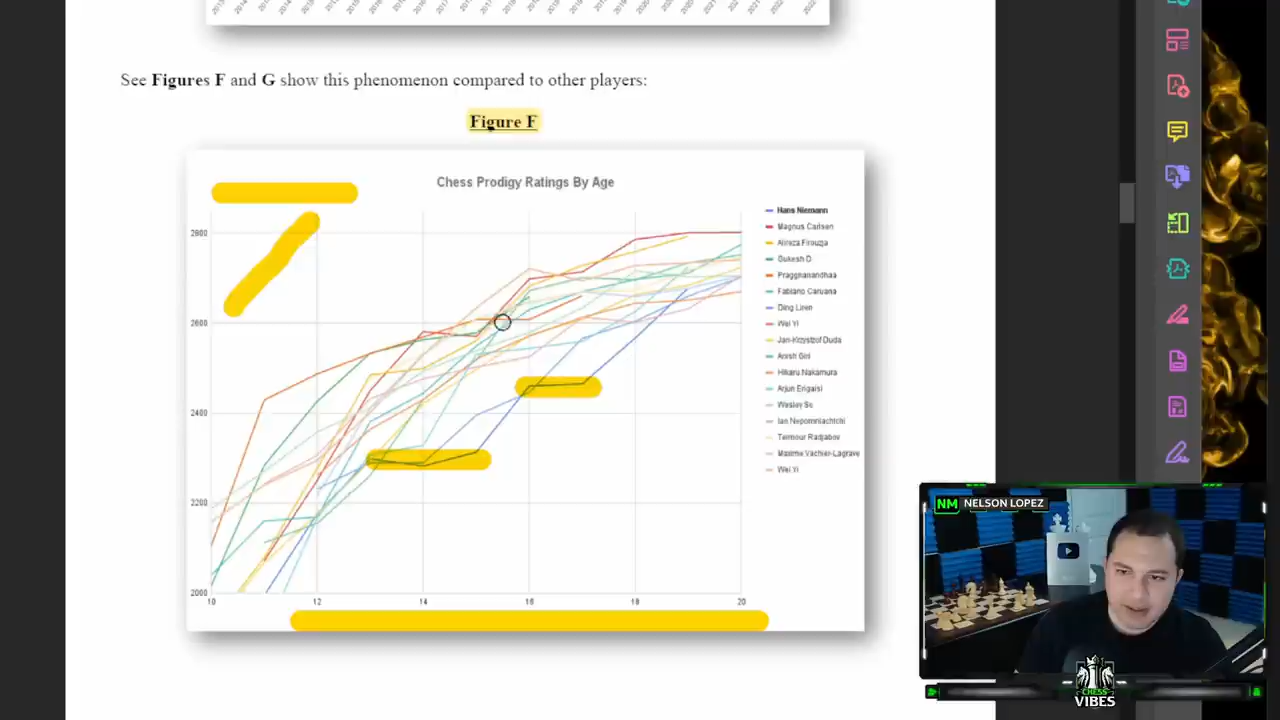 See Figures F and G show this phenomenon compared to other players:
Figure F
Chess Prodigy Ratings By Age
Hans Niemann
Magnus Carlsen
Alireza Firouzja
Gukesh D
Praggnanandhaa
Fabiano Caruana
Ding Liren
Wei Yi
Jan-Krzysztof Duda
Anish Giri
Hikaru Nakamura
Arjun Erigaisi
Wesley So
Ian Nepomniachtchi
Teimour Radjabov
Maxime Vachier-Lagrave
Wei Yi
2800
2600
2400
2200
2000
10 12 14 16 18 20
NM NELSON LOPEZ
CHESS
VIBES